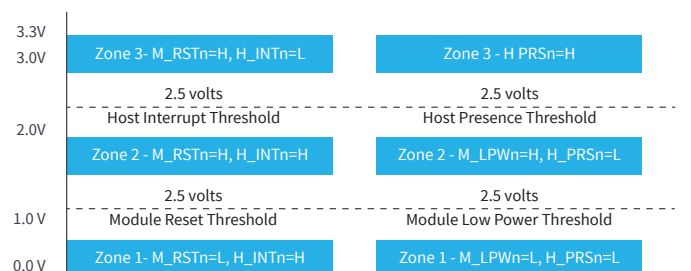 3.3V
3.0V
Zone 3- M_RSTn=H, H_INTn=L
Zone 3 - H PRSn=H
2.5 volts
2.5 volts
Host Interrupt Threshold
Host Presence Threshold
2.0V
Zone 2 - M_RSTn=H, H_INTn=H
Zone 2 - M_LPWn=H, H_PRSn=L
2.5 volts
2.5 volts
1.0 V
Module Reset Threshold
Module Low Power Threshold
Zone 1- M_RSTn=L, H_INTn=H
Zone 1 - M_LPWn=L, H_PRSn=L
0.0 V